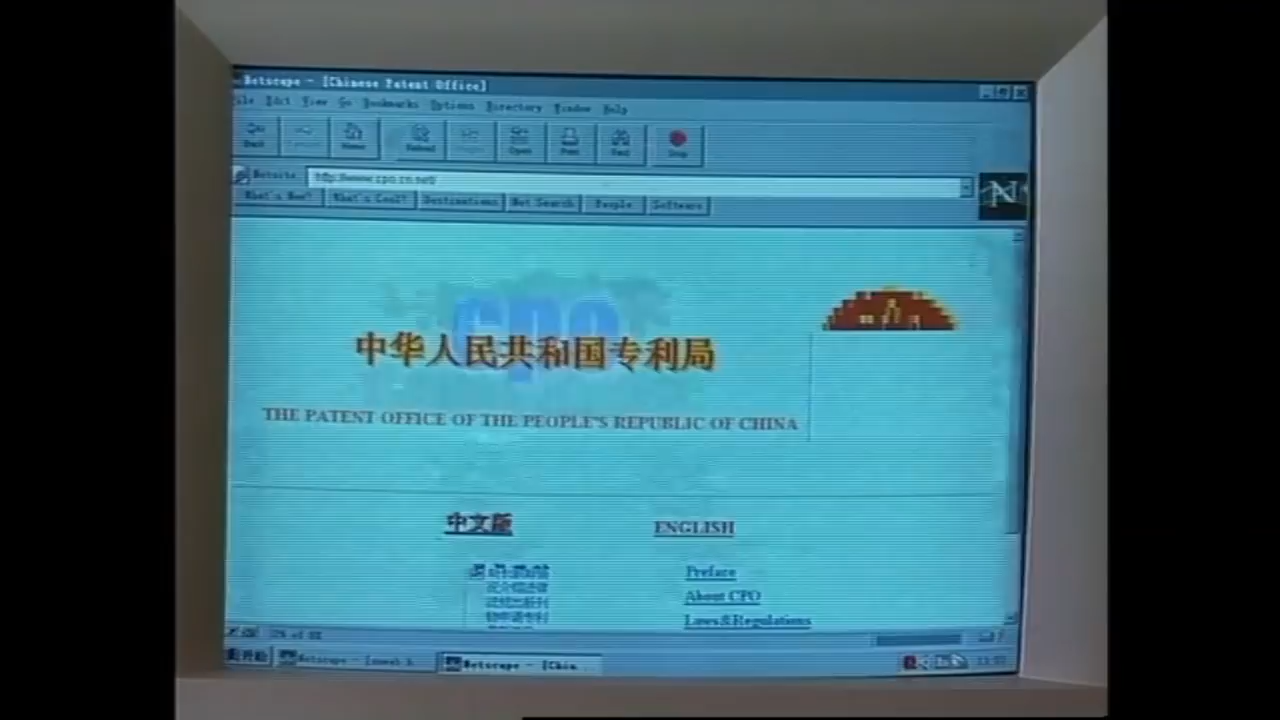 Netscape - [Chinese Patent Office]
File Edit View Go Bookmarks Options Directory Window Help
Back Home Reload Open Print Find Stop
http://www.cpo.cn.net/
What's New! What's Cool! Destinations Net Search People Software
cpo
中华人民共和国专利局
THE PATENT OFFICE OF THE PEOPLE'S REPUBLIC OF CHINA
中文版 ENGLISH
Preface
About CPO
Laws&Regulations
开始 Netscape - Netscape - [Chin